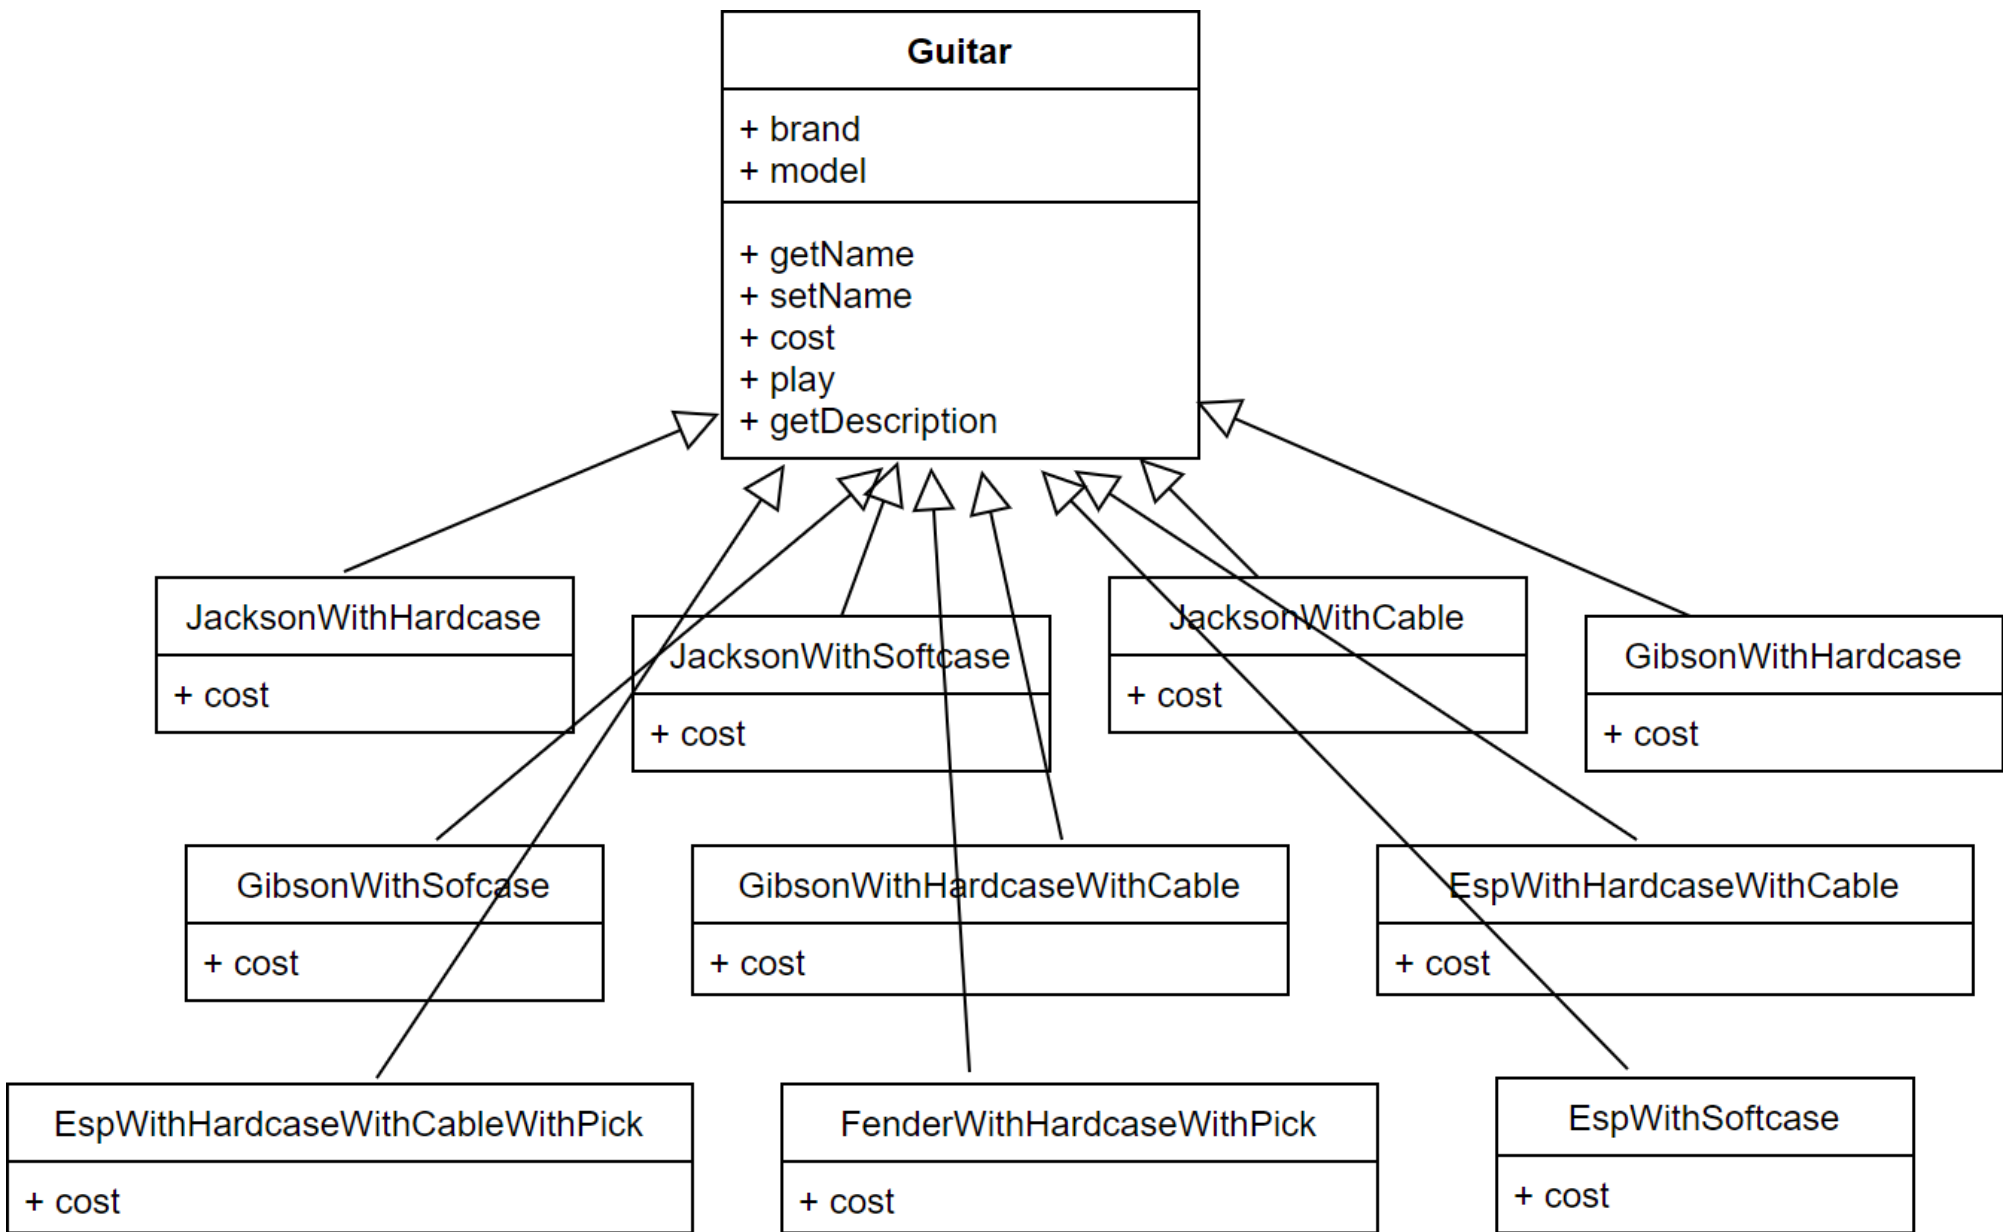 Guitar
+ brand
+ model
+ getName
+ setName
+ cost
+ play
+ getDescription
JacksonWithHardcase
+ cost
JacksonWithSoftcase
+ cost
JacksonWithCable
+ cost
GibsonWithHardcase
+ cost
GibsonWithSofcase
+ cost
GibsonWithHardcaseWithCable
+ cost
EspWithHardcaseWithCable
+ cost
EspWithHardcaseWithCableWithPick
+ cost
FenderWithHardcaseWithPick
+ cost
EspWithSoftcase
+ cost